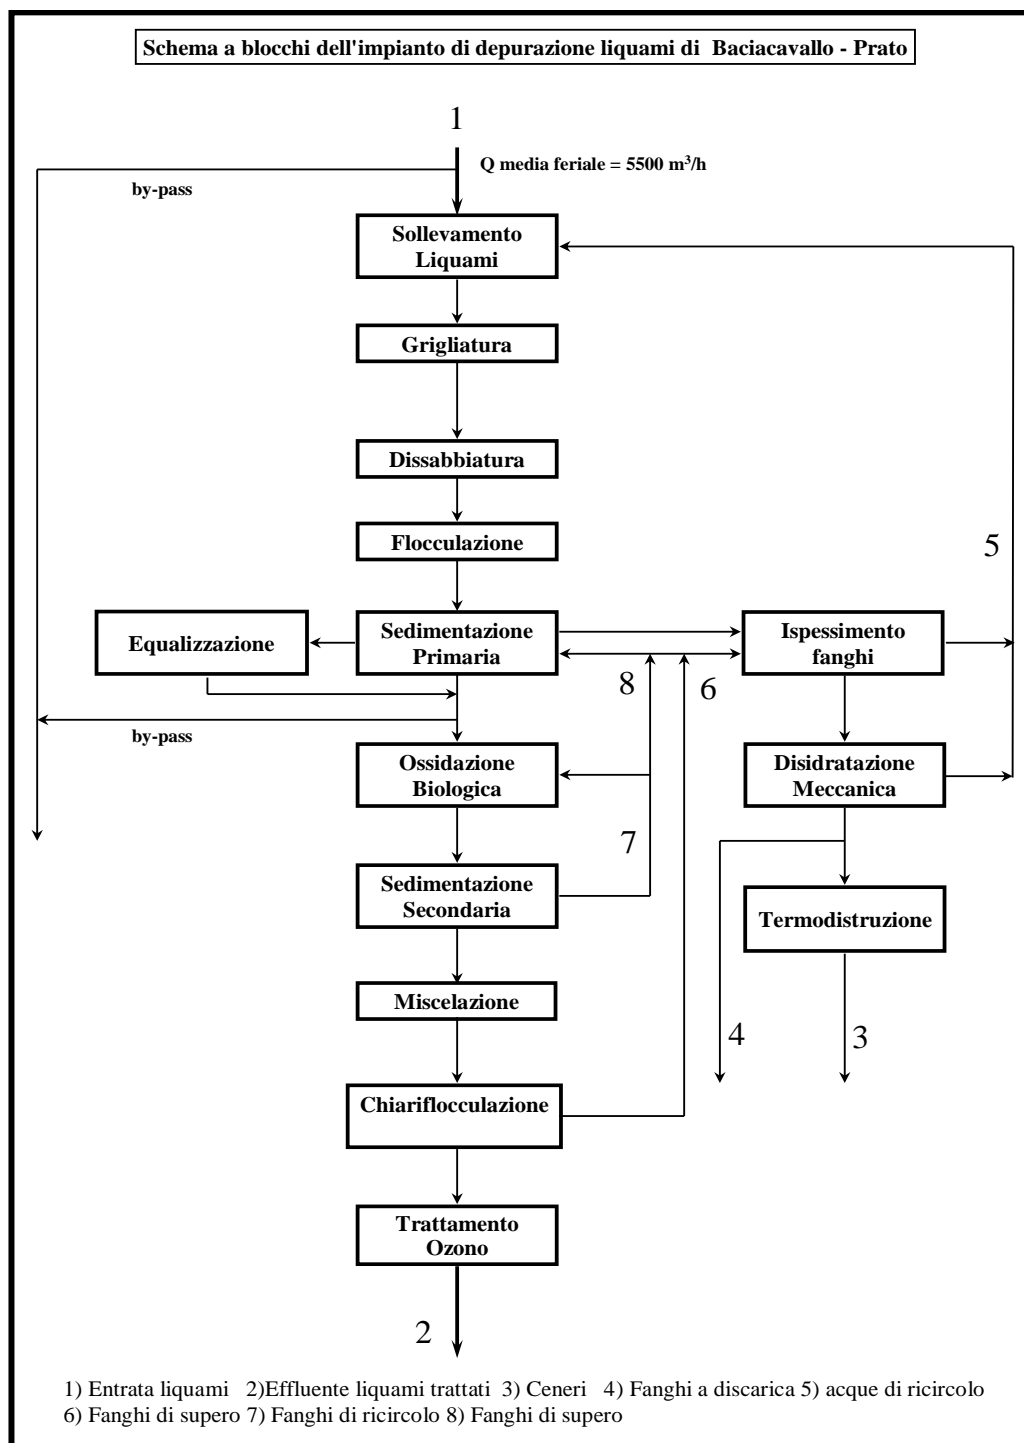 Schema a blocchi dell'impianto di depurazione liquami di Baciacavallo - Prato
1
Q media feriale = 5500 m³/h
by-pass
Sollevamento
Liquami
Grigliatura
Dissabbiatura
Flocculazione
5
Equalizzazione
Sedimentazione
Primaria
Ispessimento
fanghi
8
6
by-pass
Ossidazione
Biologica
Disidratazione
Meccanica
7
Sedimentazione
Secondaria
Termodistruzione
Miscelazione
4
3
Chiariflocculazione
Trattamento
Ozono
2
1) Entrata liquami 2)Effluente liquami trattati 3) Ceneri 4) Fanghi a discarica 5) acque di ricircolo
6) Fanghi di supero 7) Fanghi di ricircolo 8) Fanghi di supero